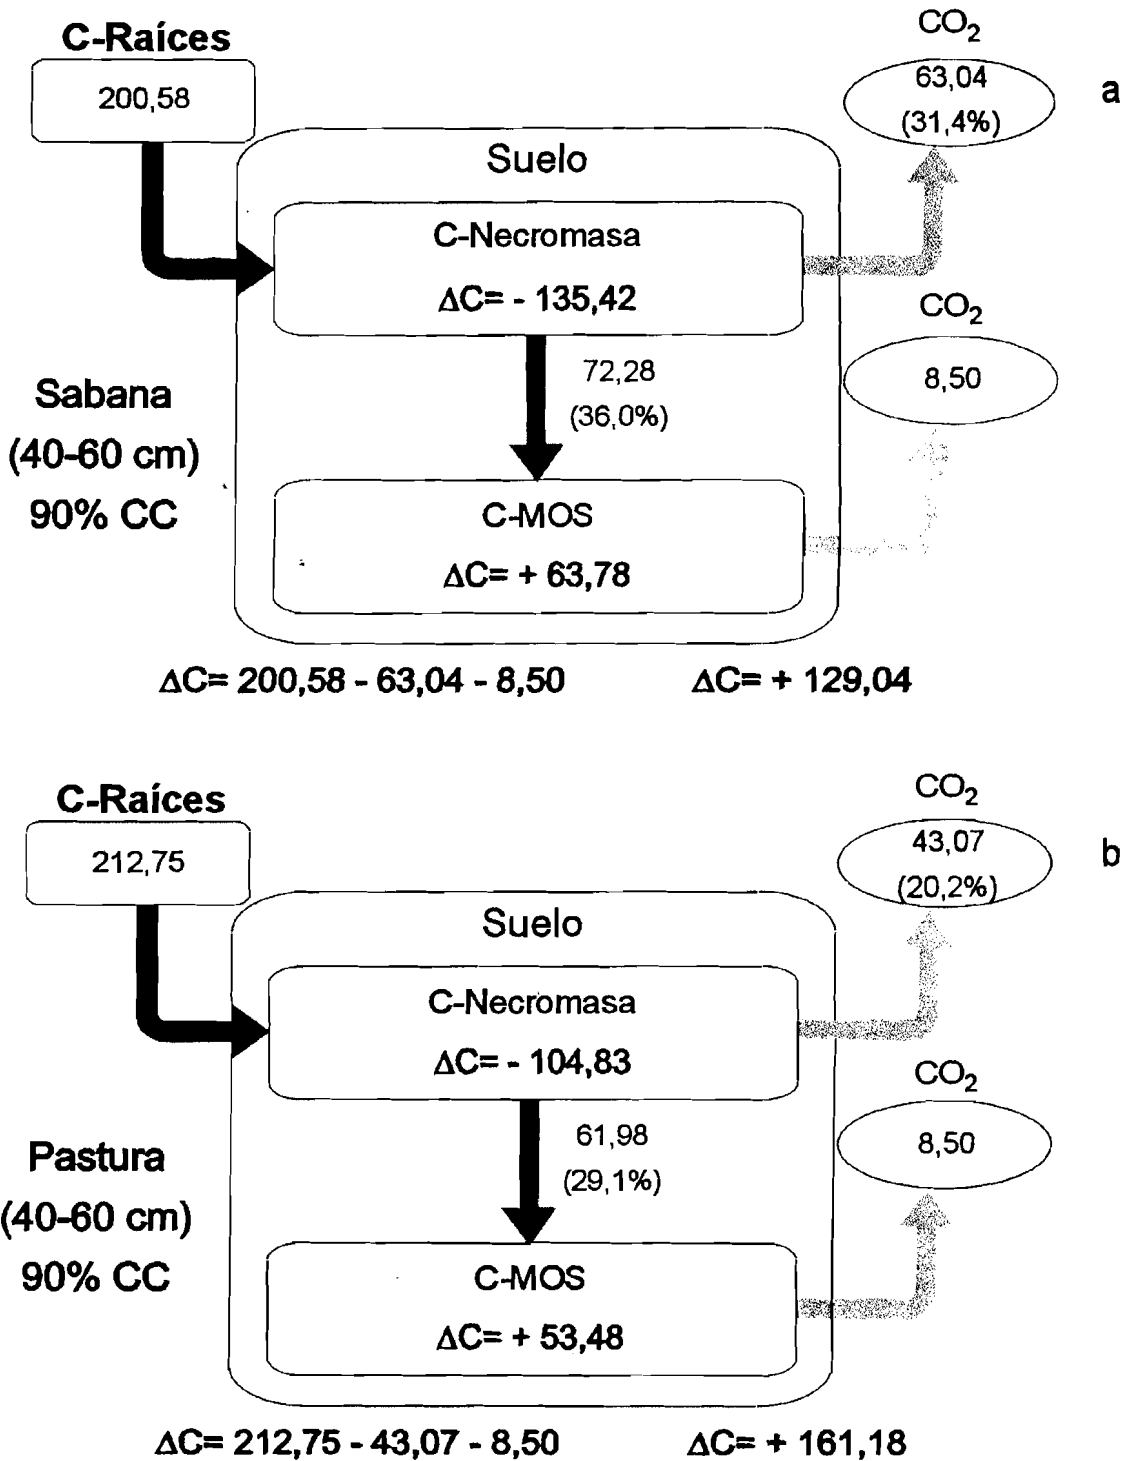 C-Raíces
200,58
CO2
63,04
(31,4%)
a
Suelo
C-Necromasa
ΔC= - 135,42
CO2
8,50
72,28
(36,0%)
Sabana
(40-60 cm)
90% CC
C-MOS
ΔC= + 63,78
ΔC= 200,58 - 63,04 - 8,50
ΔC= + 129,04
C-Raíces
212,75
CO2
43,07
(20,2%)
b
Suelo
C-Necromasa
ΔC= - 104,83
CO2
8,50
61,98
(29,1%)
Pastura
(40-60 cm)
90% CC
C-MOS
ΔC= + 53,48
ΔC= 212,75 - 43,07 - 8,50
ΔC= + 161,18